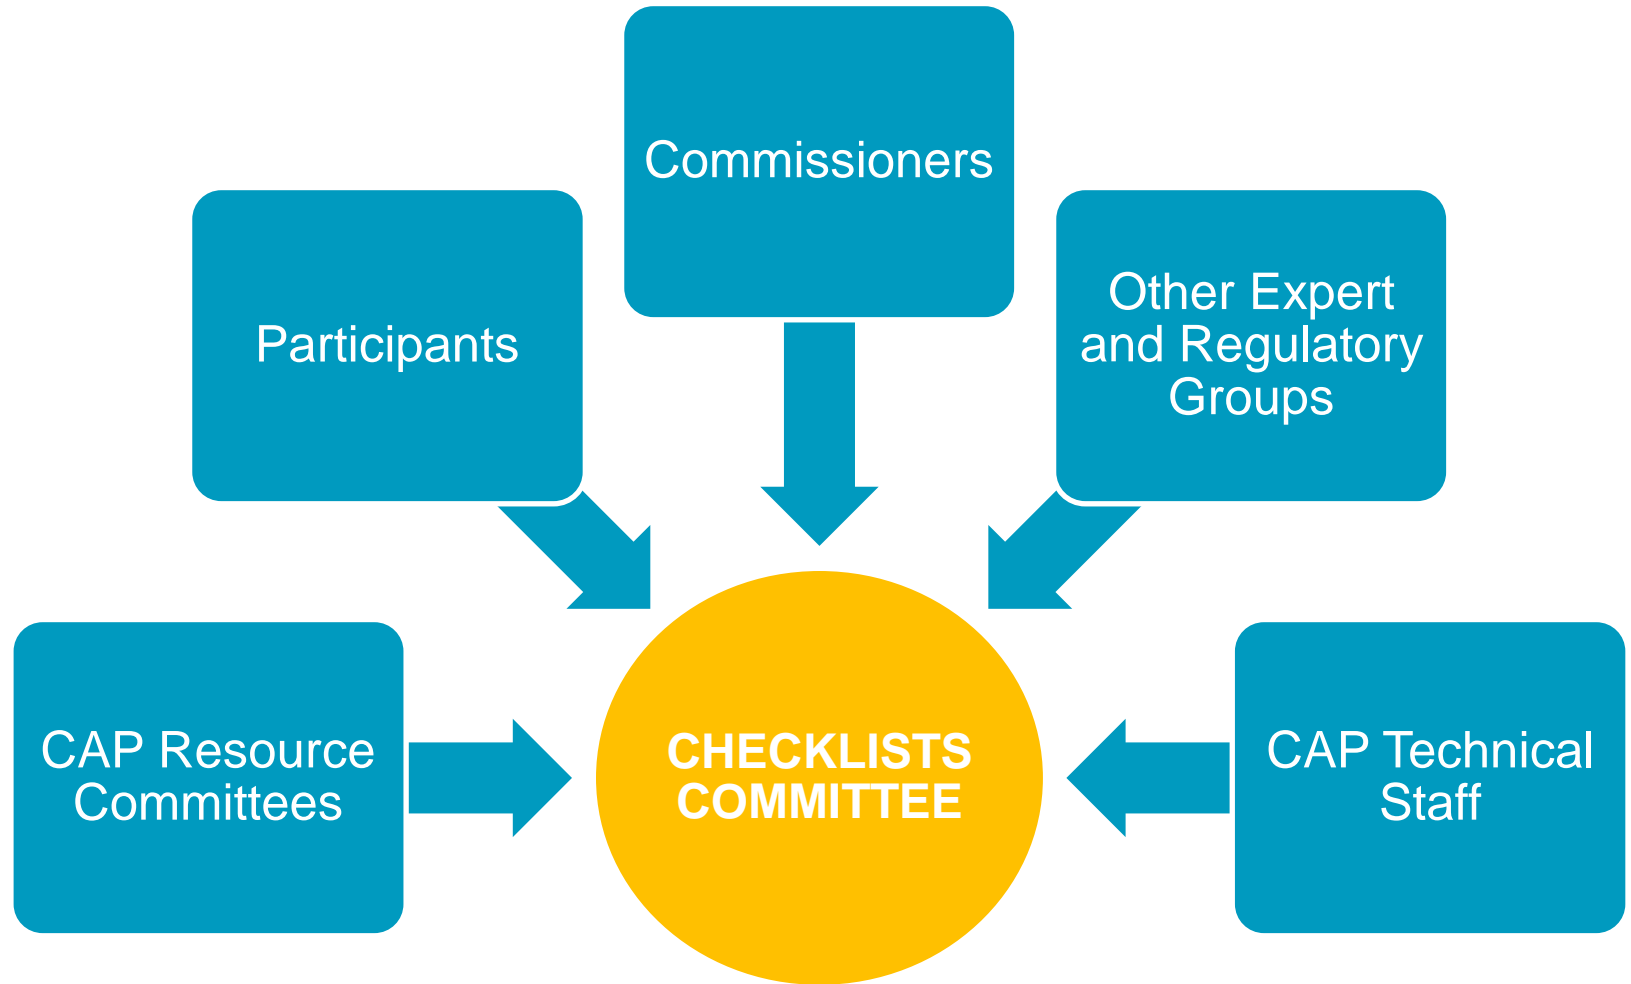 Commissioners
Participants
Other Expert
and Regulatory
Groups
CAP Resource
Committees
CHECKLISTS
COMMITTEE
CAP Technical
Staff